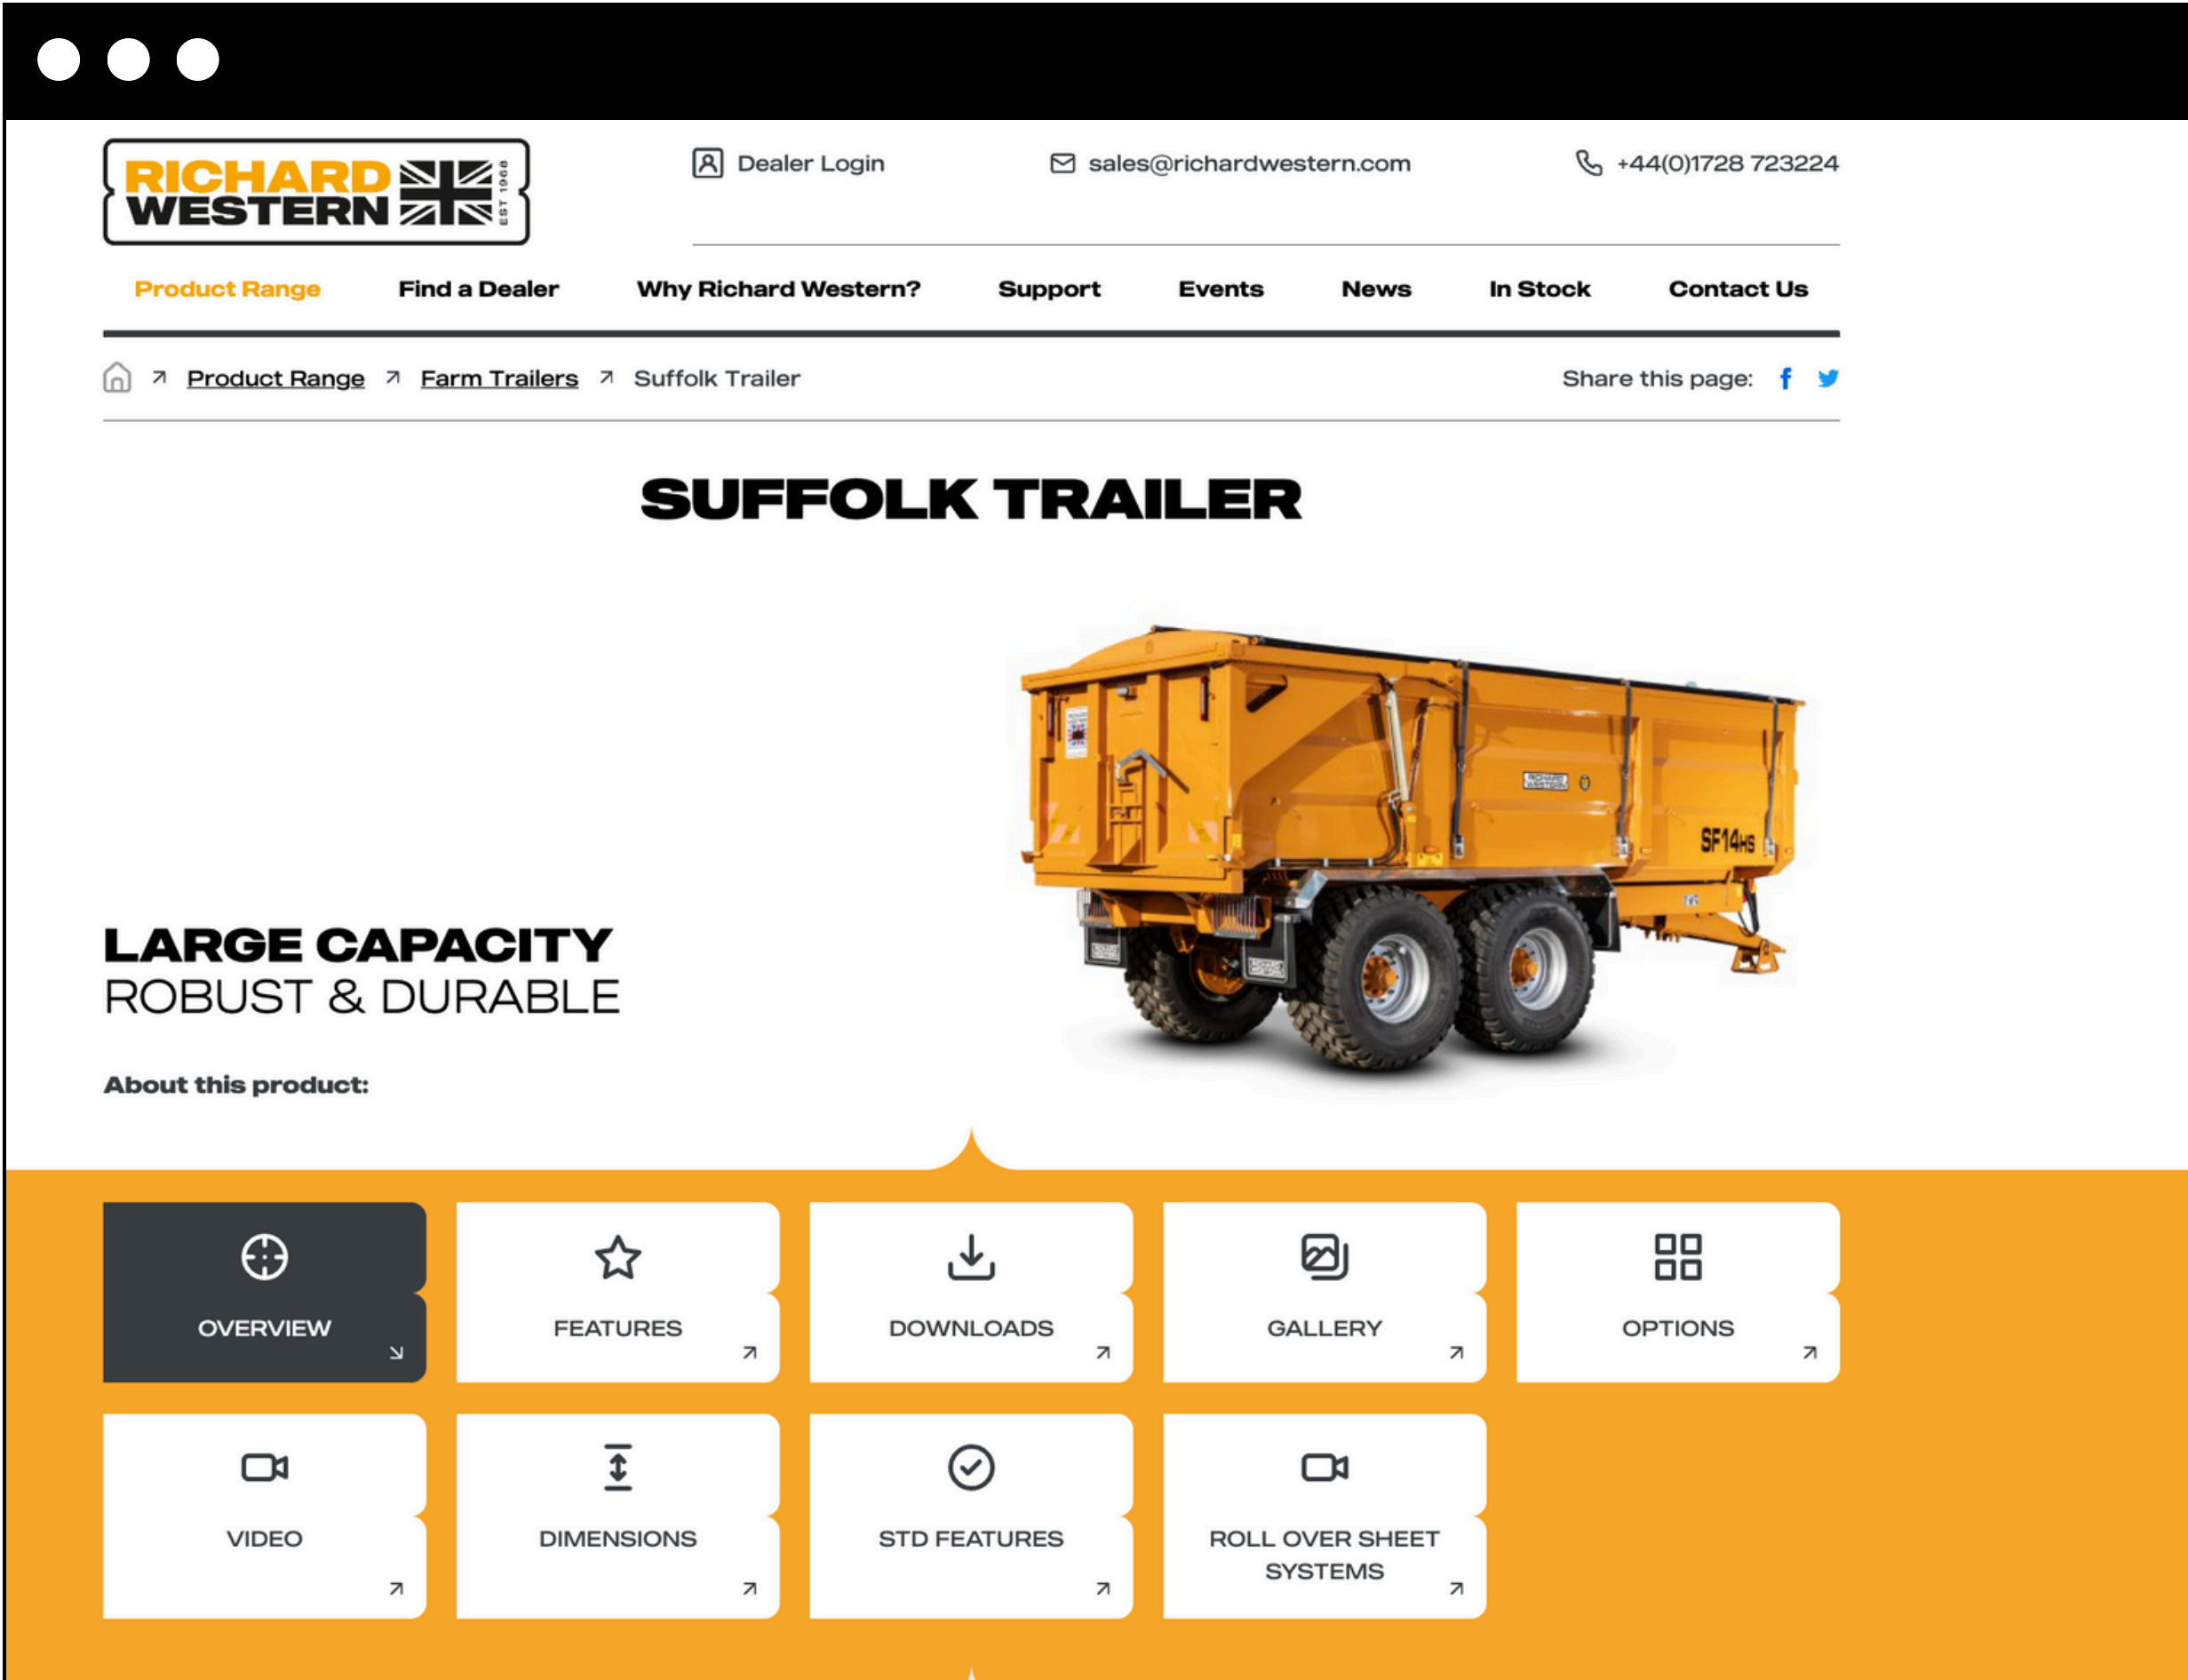 RICHARD
WESTERN
EST 1968
Dealer Login
sales@richardwestern.com
+44(0)1728 723224
Product Range
Find a Dealer
Why Richard Western?
Support
Events
News
In Stock
Contact Us
Product Range
Farm Trailers
Suffolk Trailer
Share this page:
SUFFOLK TRAILER
RICHARD
WESTERN
SF14HS
LARGE CAPACITY
ROBUST & DURABLE
About this product:
OVERVIEW
FEATURES
DOWNLOADS
GALLERY
OPTIONS
VIDEO
DIMENSIONS
STD FEATURES
ROLL OVER SHEET
SYSTEMS